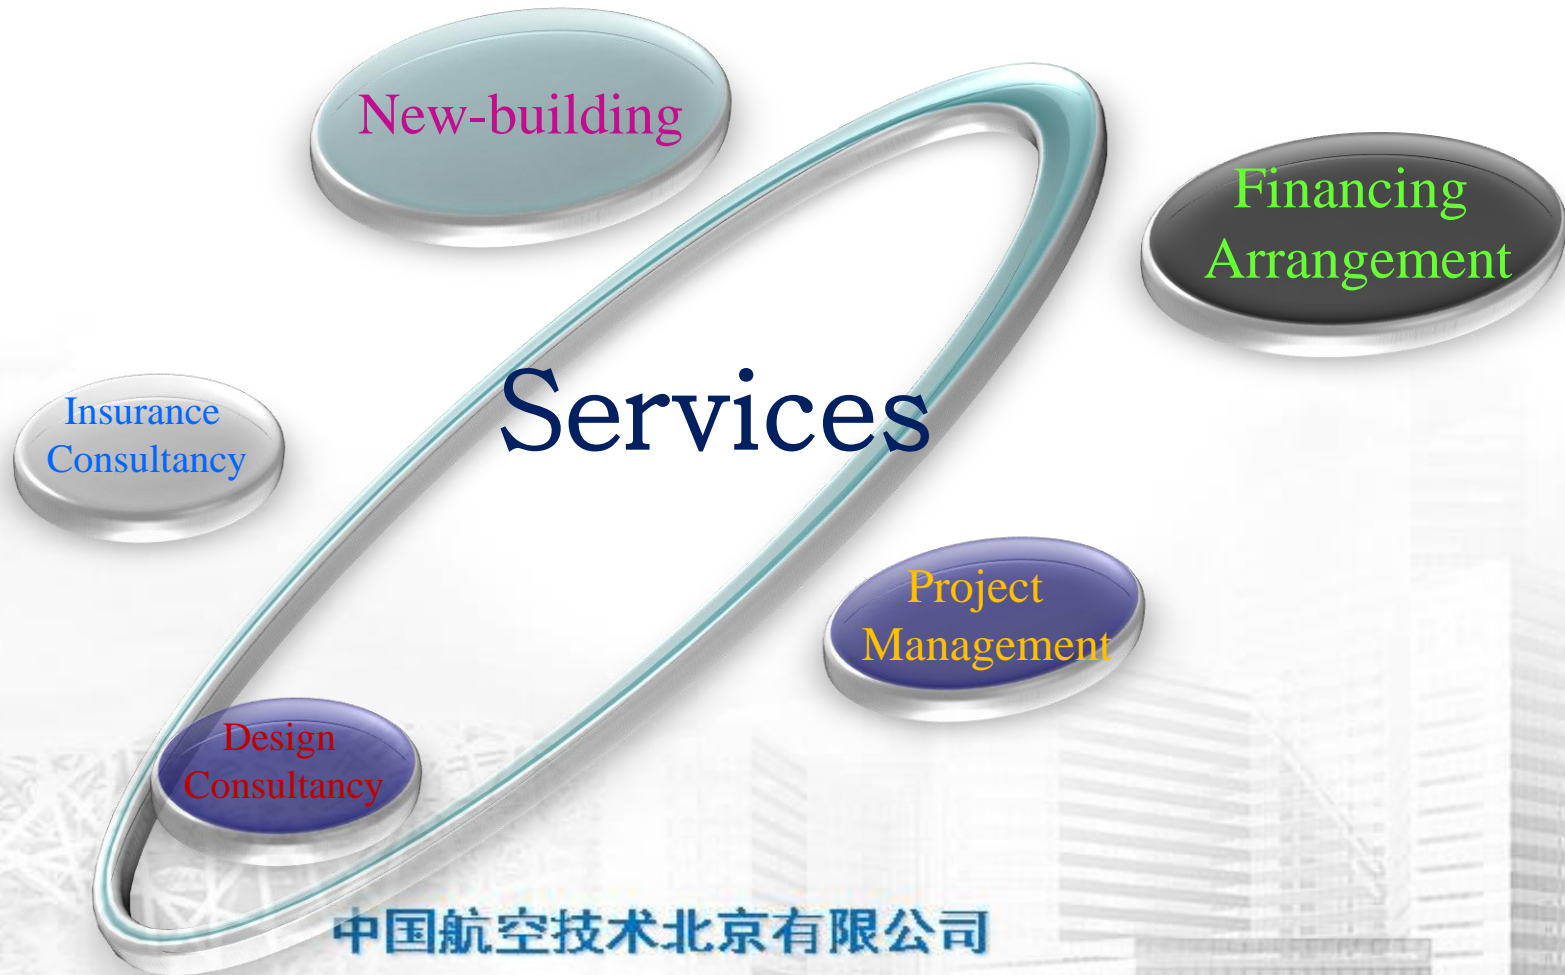 New-building
Financing
Arrangement
Services
Insurance
Consultancy
Project
Management
Design
Consultancy
中国航空技术北京有限公司